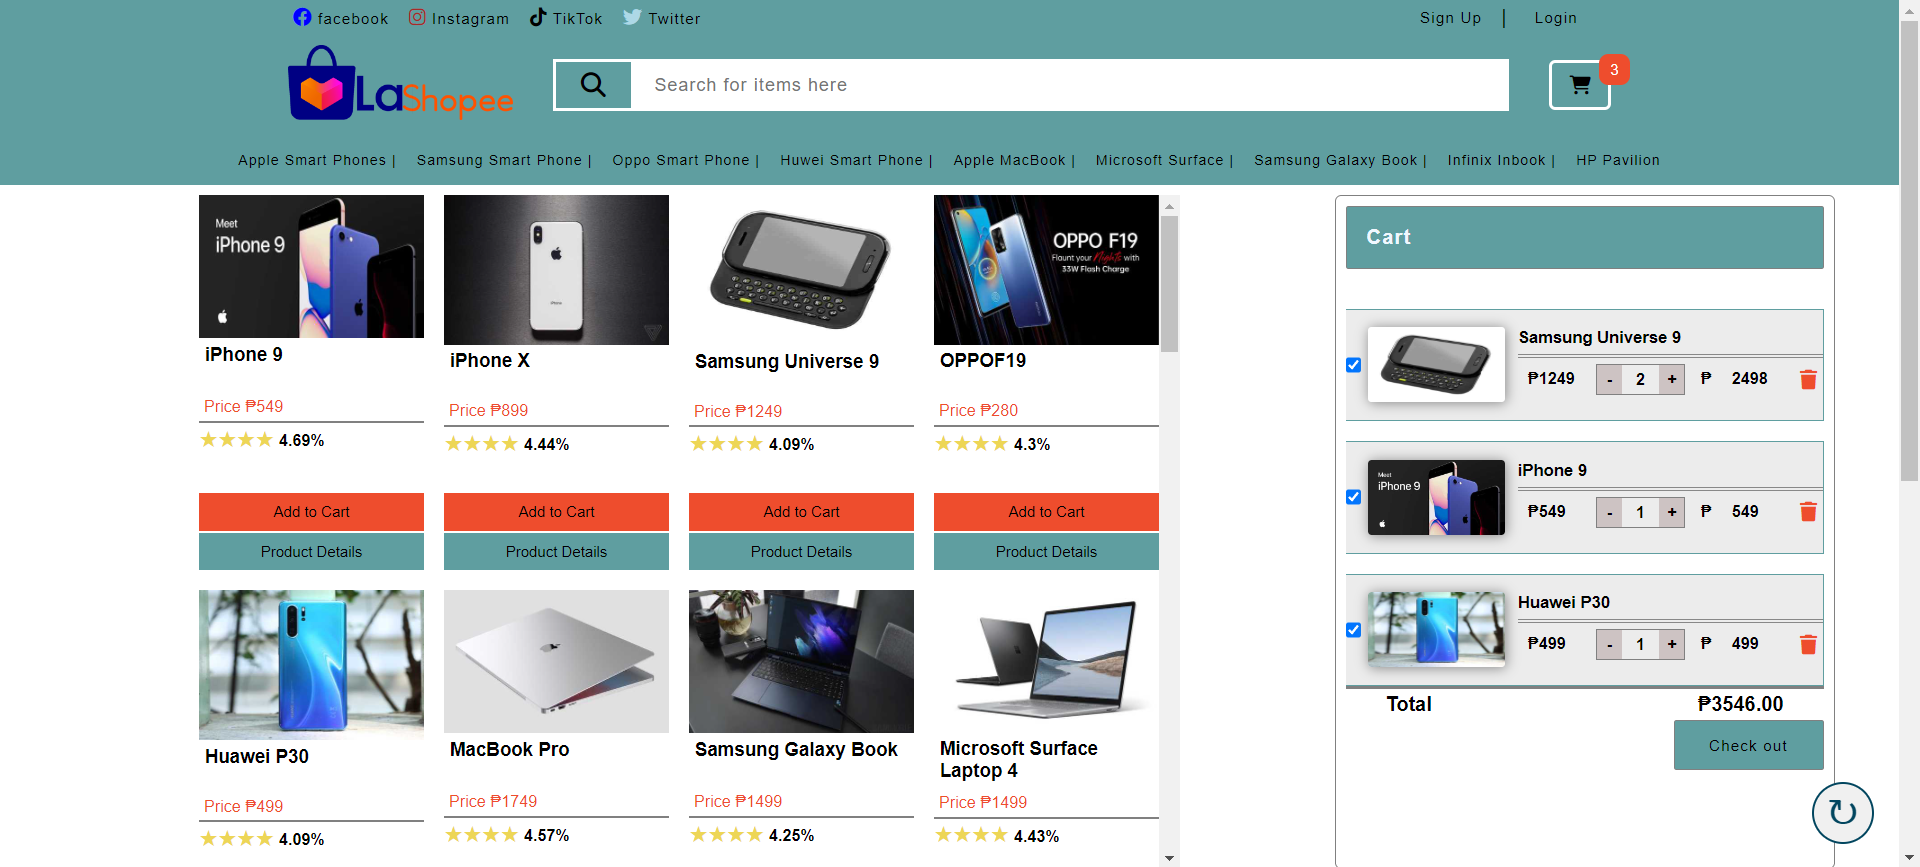 facebook Instagram TikTok Twitter Sign Up | Login
LaShopee Search for items here 3
Apple Smart Phones | Samsung Smart Phone | Oppo Smart Phone | Huwei Smart Phone | Apple MacBook | Microsoft Surface | Samsung Galaxy Book | Infinix Inbook | HP Pavilion
Meet
iPhone 9
iPhone
OPPO F19
Flaunt your Nights with
33W Flash Charge
iPhone 9 iPhone X Samsung Universe 9 OPPOF19
Price ₱549 Price ₱899 Price ₱1249 Price ₱280
4.69% 4.44% 4.09% 4.3%
Add to Cart Add to Cart Add to Cart Add to Cart
Product Details Product Details Product Details Product Details
Huawei P30 MacBook Pro Samsung Galaxy Book Microsoft Surface
Laptop 4
Price ₱499 Price ₱1749 Price ₱1499 Price ₱1499
4.09% 4.57% 4.25% 4.43%
Cart
Samsung Universe 9
₱1249 - 2 + ₱ 2498
Meet
iPhone 9
iPhone 9
₱549 - 1 + ₱ 549
Huawei P30
₱499 - 1 + ₱ 499
Total ₱3546.00
Check out